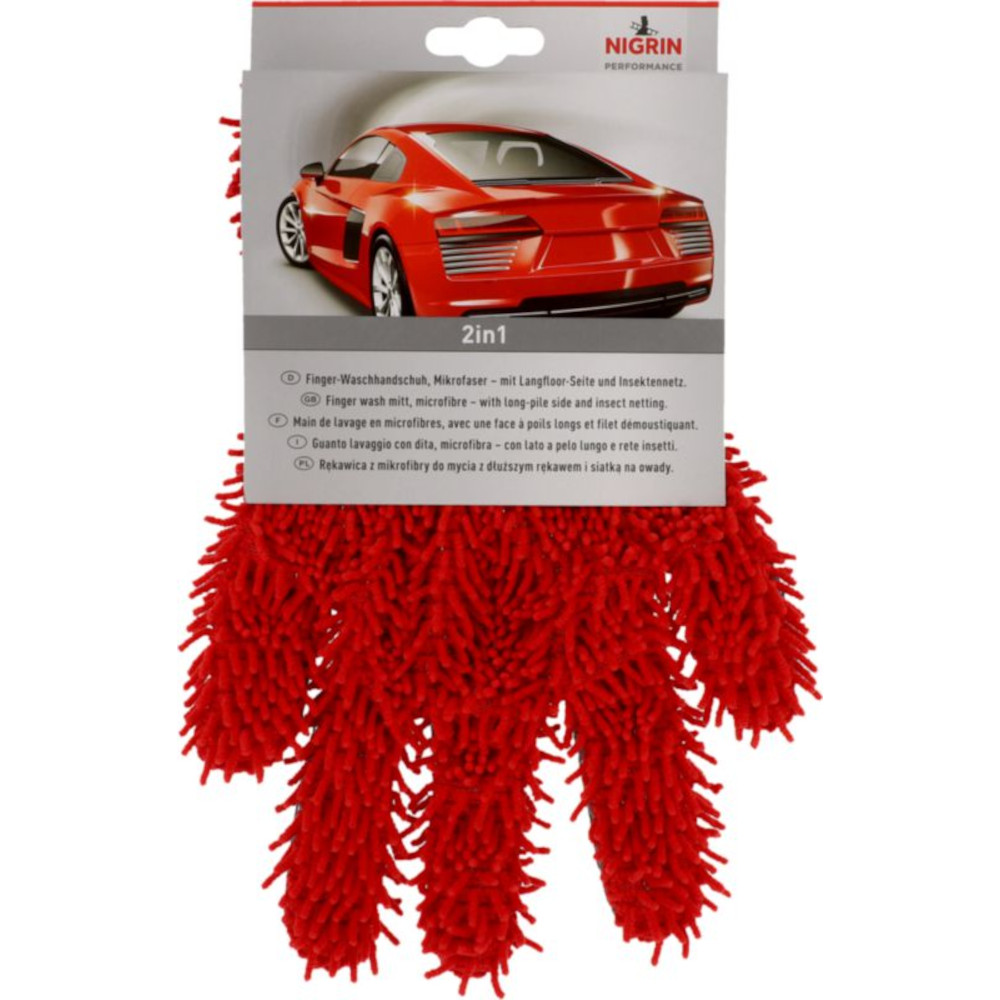 NIGRIN
PERFORMANCE
2in1
D Finger-Waschhandschuh, Mikrofaser – mit Langfloor-Seite und Insektennetz.
GB Finger wash mitt, microfibre – with long-pile side and insect netting.
F Main de lavage en microfibres, avec une face à poils longs et filet démoustiquant.
I Guanto lavaggio con dita, microfibra – con lato a pelo lungo e rete insetti.
PL Rękawica z mikrofibry do mycia z dłuższym rękawem i siatką na owady.